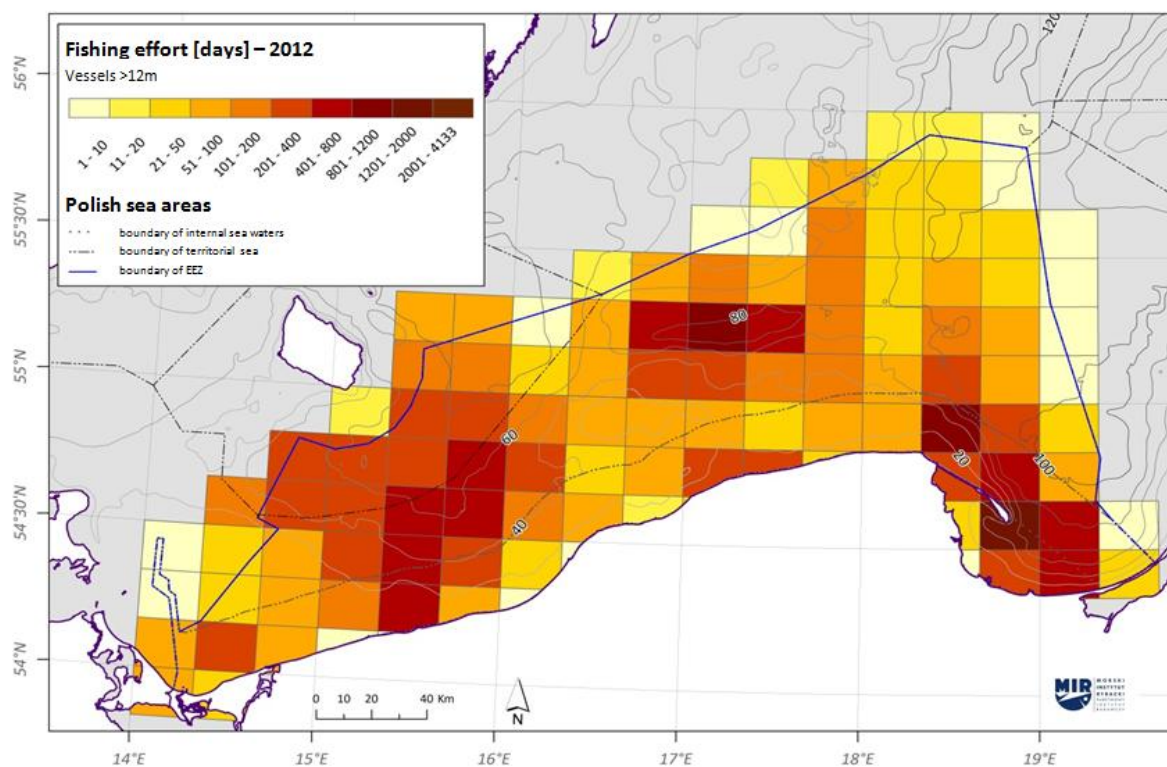 Fishing effort [days] – 2012
Vessels >12m
1 - 10
11 - 20
21 - 50
51 - 100
101 - 200
201 - 400
401 - 800
801 - 1200
1201 - 2000
2001 - 4133
Polish sea areas
boundary of internal sea waters
boundary of territorial sea
boundary of EEZ
120
56°N
55°30'N
55°N
54°30'N
54°N
80
60
40
20
100
0 10 20 40 Km
N
MIR
MORSKI
INSTYTUT
RYBACKI
14°E
15°E
16°E
17°E
18°E
19°E